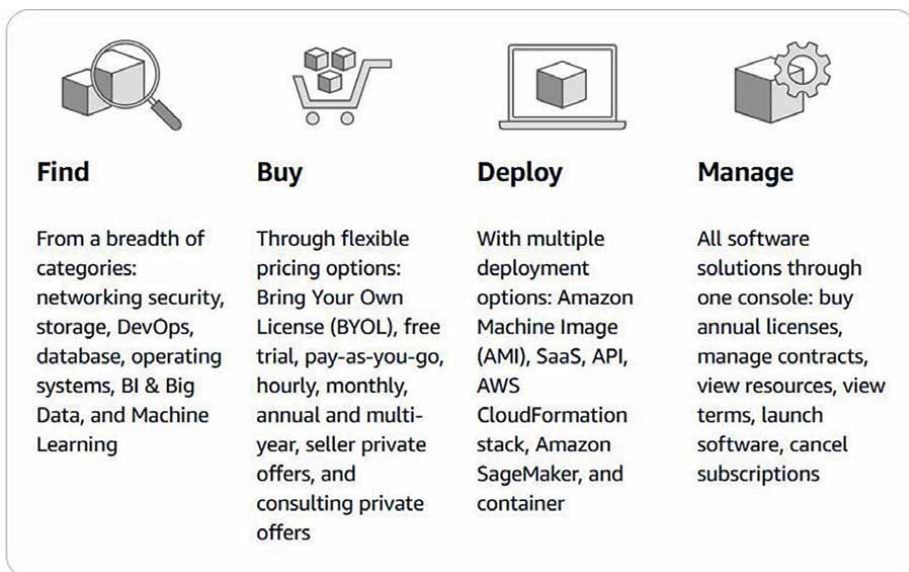 Find
From a breadth of
categories:
networking security,
storage, DevOps,
database, operating
systems, BI & Big
Data, and Machine
Learning
Buy
Through flexible
pricing options:
Bring Your Own
License (BYOL), free
trial, pay-as-you-go,
hourly, monthly,
annual and multi-
year, seller private
offers, and
consulting private
offers
Deploy
With multiple
deployment
options: Amazon
Machine Image
(AMI), SaaS, API,
AWS
CloudFormation
stack, Amazon
SageMaker, and
container
Manage
All software
solutions through
one console: buy
annual licenses,
manage contracts,
view resources, view
terms, launch
software, cancel
subscriptions